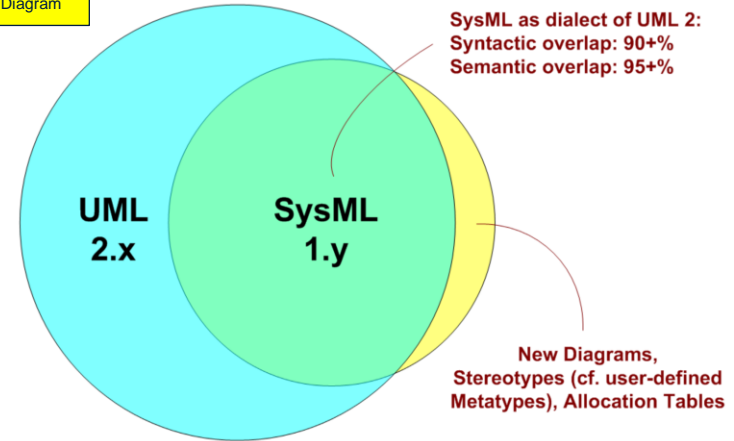 Diagram
SysML as dialect of UML 2:
Syntactic overlap: 90+%
Semantic overlap: 95+%
UML
2.x
SysML
1.y
New Diagrams,
Stereotypes (cf. user-defined
Metatypes), Allocation Tables